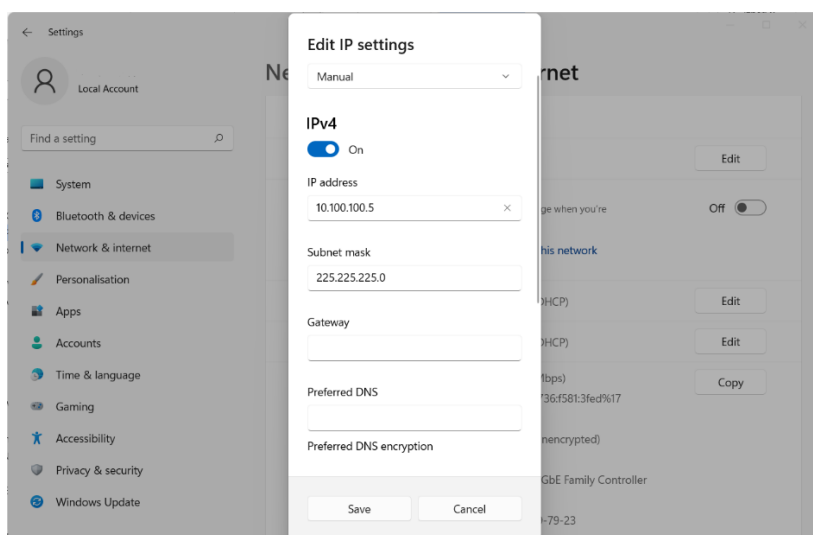 Settings
Local Account
Find a setting
System
Bluetooth & devices
Network & internet
Personalisation
Apps
Accounts
Time & language
Gaming
Accessibility
Privacy & security
Windows Update
Ne
rnet
Edit IP settings
Manual
IPv4
On
IP address
10.100.100.5
Subnet mask
225.225.225.0
Gateway
Preferred DNS
Preferred DNS encryption
Save
Cancel
Edit
ge when you're
Off
his network
DHCP)
Edit
DHCP)
Edit
Mbps)
Copy
736:f581:3fed%17
nencrypted)
GbE Family Controller
-79-23